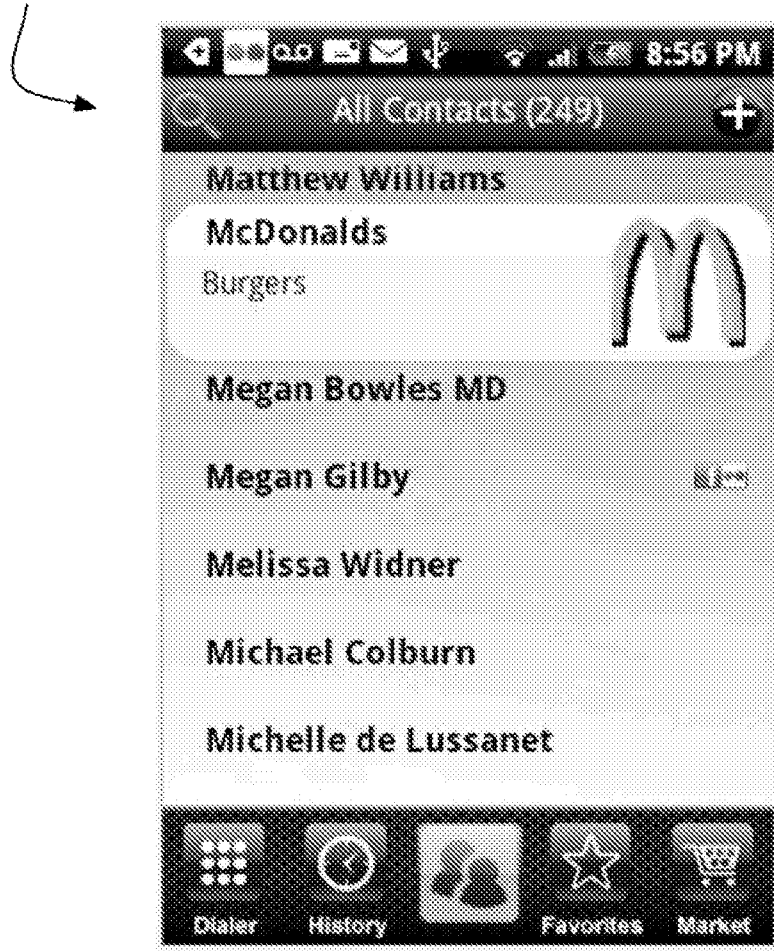 8:56 PM
All Contacts (249)
Matthew Williams
McDonalds
Burgers
Megan Bowles MD
Megan Gilby
Melissa Widner
Michael Colburn
Michelle de Lussanet
Dialer History Favorites Market